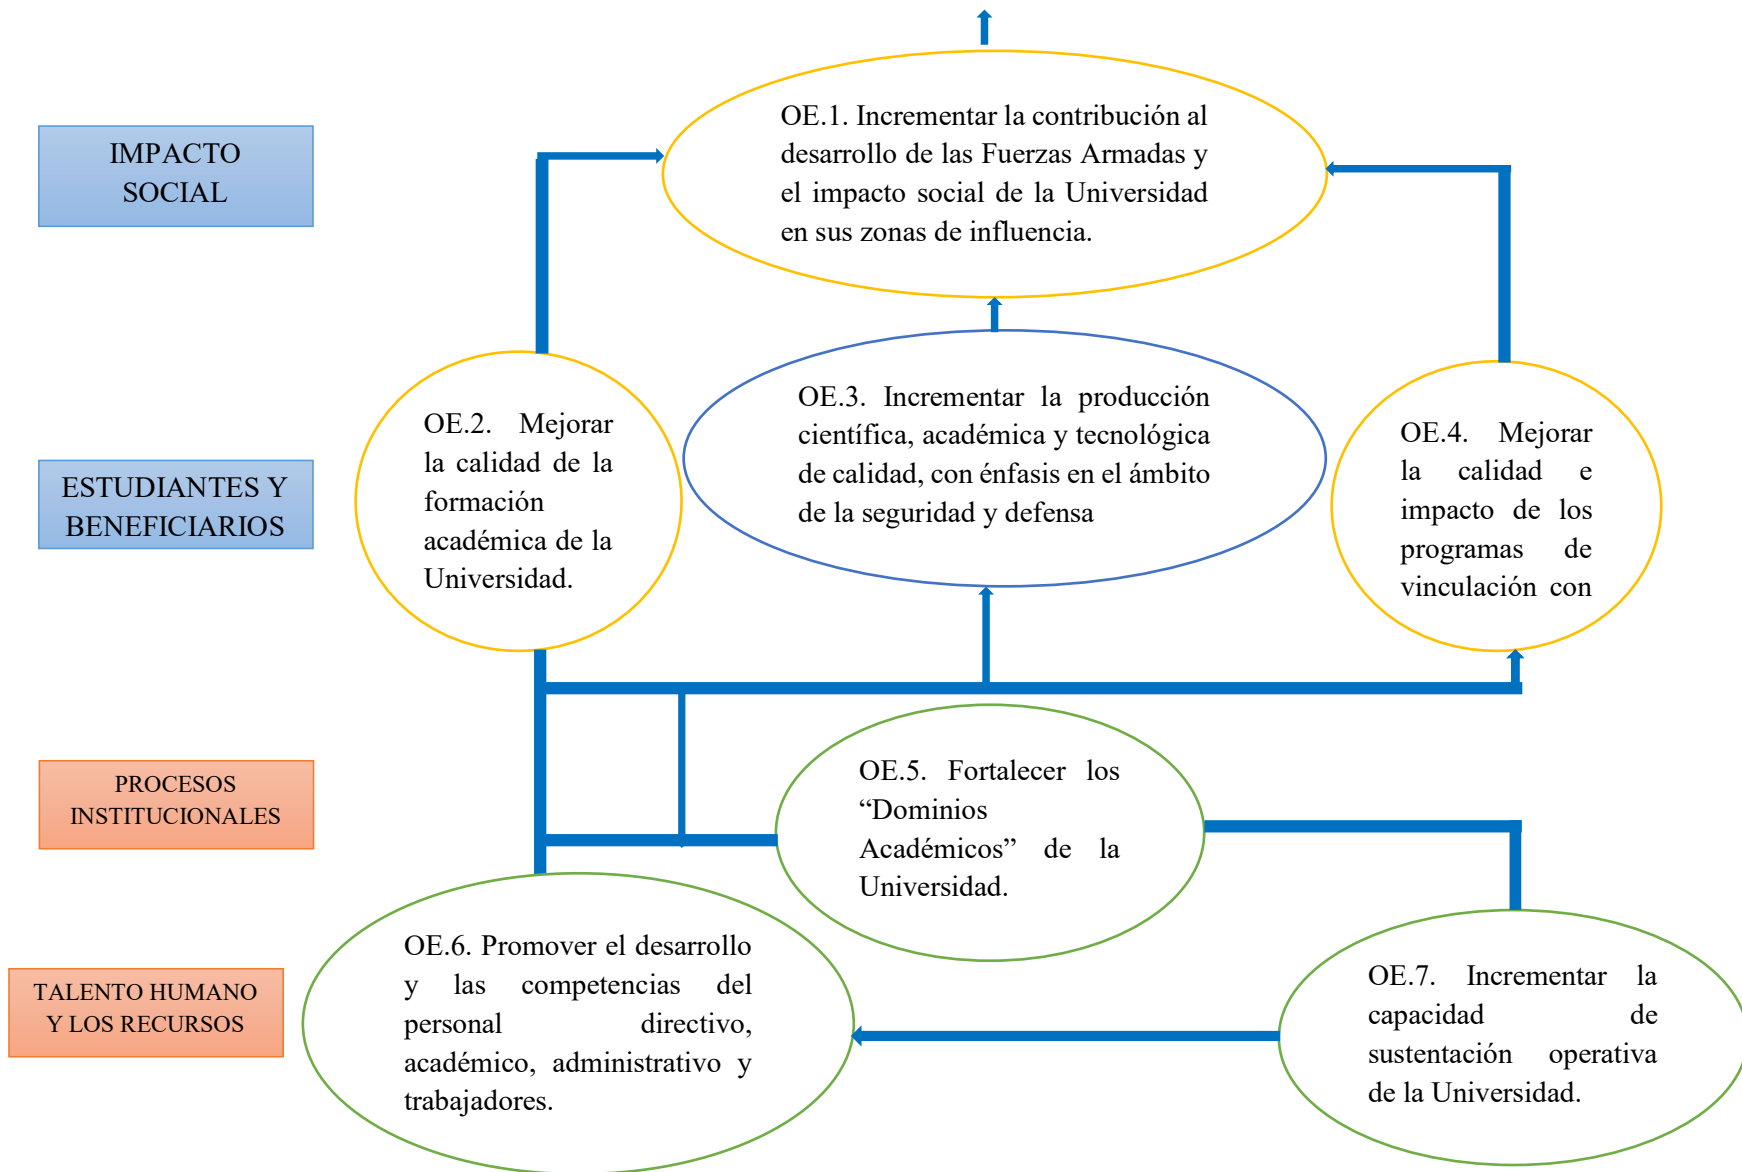 IMPACTO
SOCIAL
OE.1. Incrementar la contribución al
desarrollo de las Fuerzas Armadas y
el impacto social de la Universidad
en sus zonas de influencia.
ESTUDIANTES Y
BENEFICIARIOS
OE.2. Mejorar
la calidad de la
formación
académica de la
Universidad.
OE.3. Incrementar la producción
científica, académica y tecnológica
de calidad, con énfasis en el ámbito
de la seguridad y defensa
OE.4. Mejorar
la calidad e
impacto de los
programas de
vinculación con
PROCESOS
INSTITUCIONALES
OE.5. Fortalecer los
“Dominios
Académicos” de la
Universidad.
TALENTO HUMANO
Y LOS RECURSOS
OE.6. Promover el desarrollo
y las competencias del
personal directivo,
académico, administrativo y
trabajadores.
OE.7. Incrementar la
capacidad de
sustentación operativa
de la Universidad.